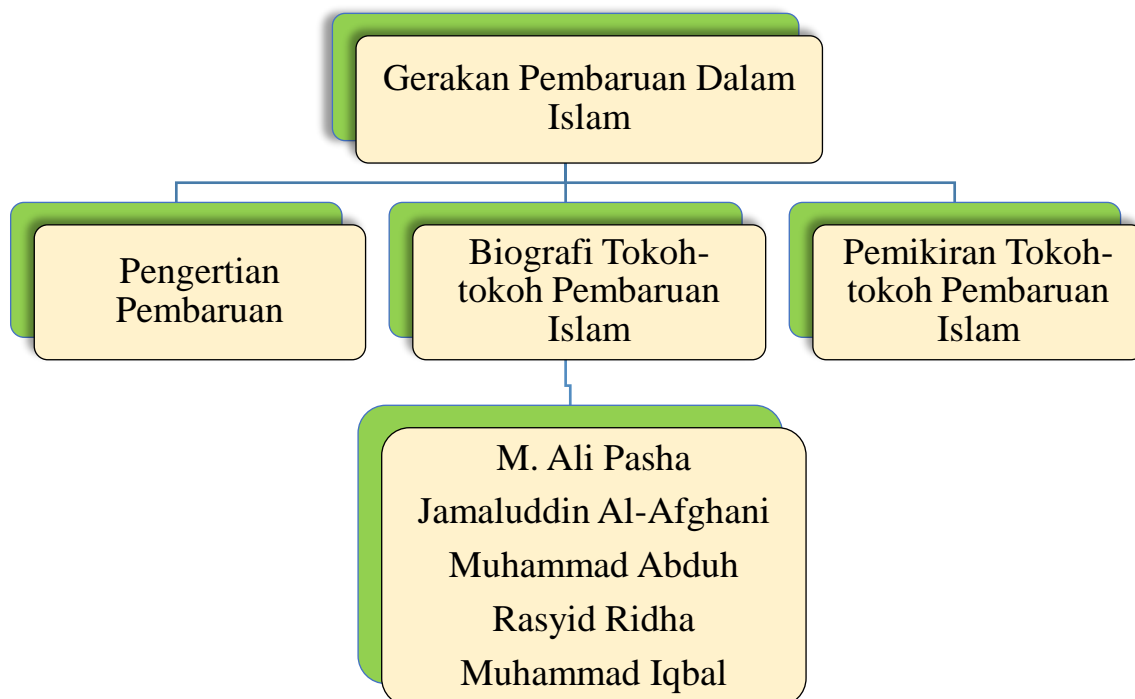 Gerakan Pembaruan Dalam
Islam
Pengertian
Pembaruan
Biografi Tokoh-
tokoh Pembaruan
Islam
Pemikiran Tokoh-
tokoh Pembaruan
Islam
M. Ali Pasha
Jamaluddin Al-Afghani
Muhammad Abduh
Rasyid Ridha
Muhammad Iqbal